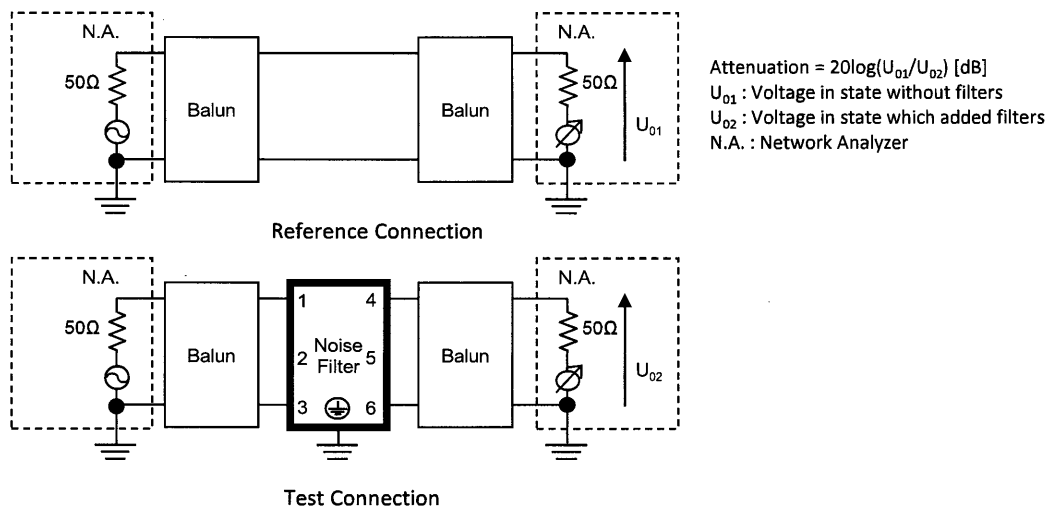 N.A.
50Ω
Balun
Balun
N.A.
50Ω
U01
Attenuation = 20log(U01/U02) [dB]
U01 : Voltage in state without filters
U02 : Voltage in state which added filters
N.A. : Network Analyzer
Reference Connection
N.A.
50Ω
Balun
1 4
2 Noise 5
Filter
3 6
Balun
N.A.
50Ω
U02
Test Connection